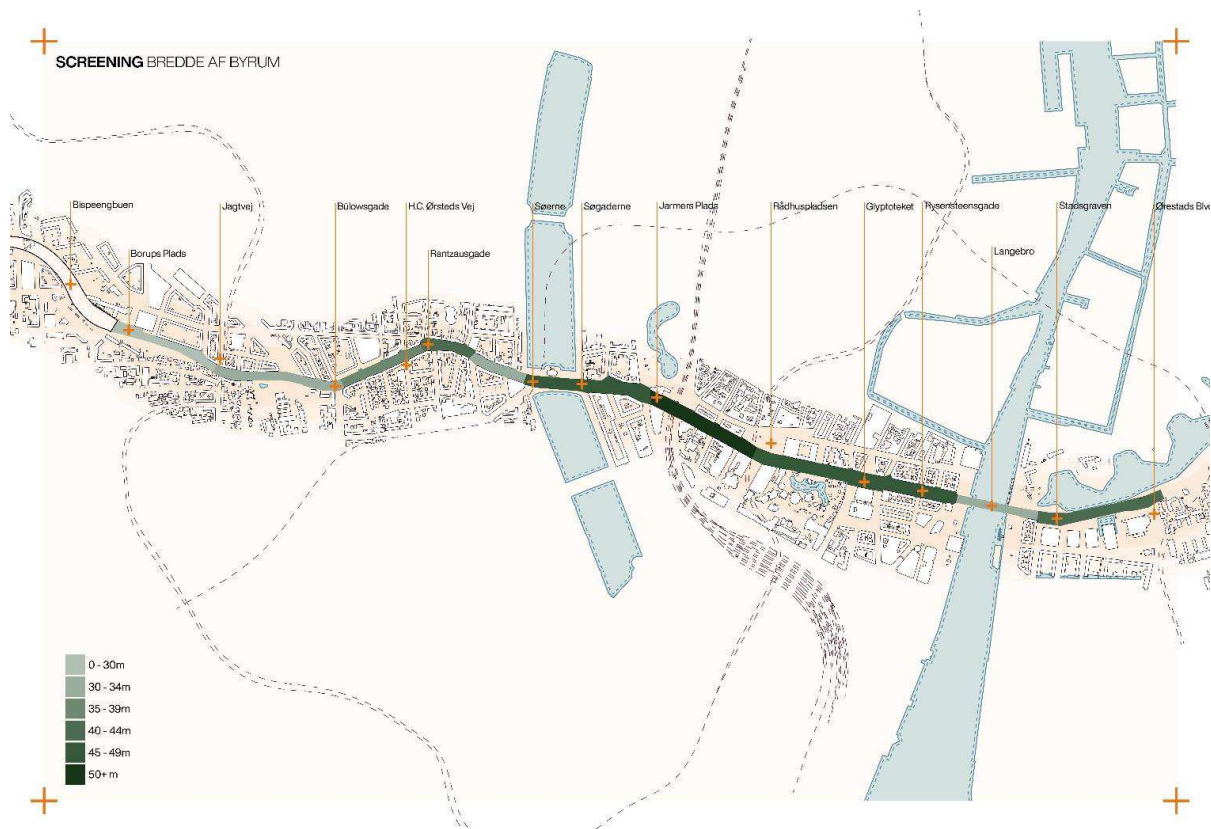 SCREENING BREDDE AF BYRUM
Bispeengbuen
Jagtvej
Bülowsgade
H.C. Ørsteds Vej
Søerne
Søgaderne
Jarmers Plads
Rådhuspladsen
Glyptoteket
Rysensteensgade
Stadsgraven
Ørestads Blvd
Borups Plads
Rantzausgade
Langebro
0 - 30m
30 - 34m
35 - 39m
40 - 44m
45 - 49m
50+ m